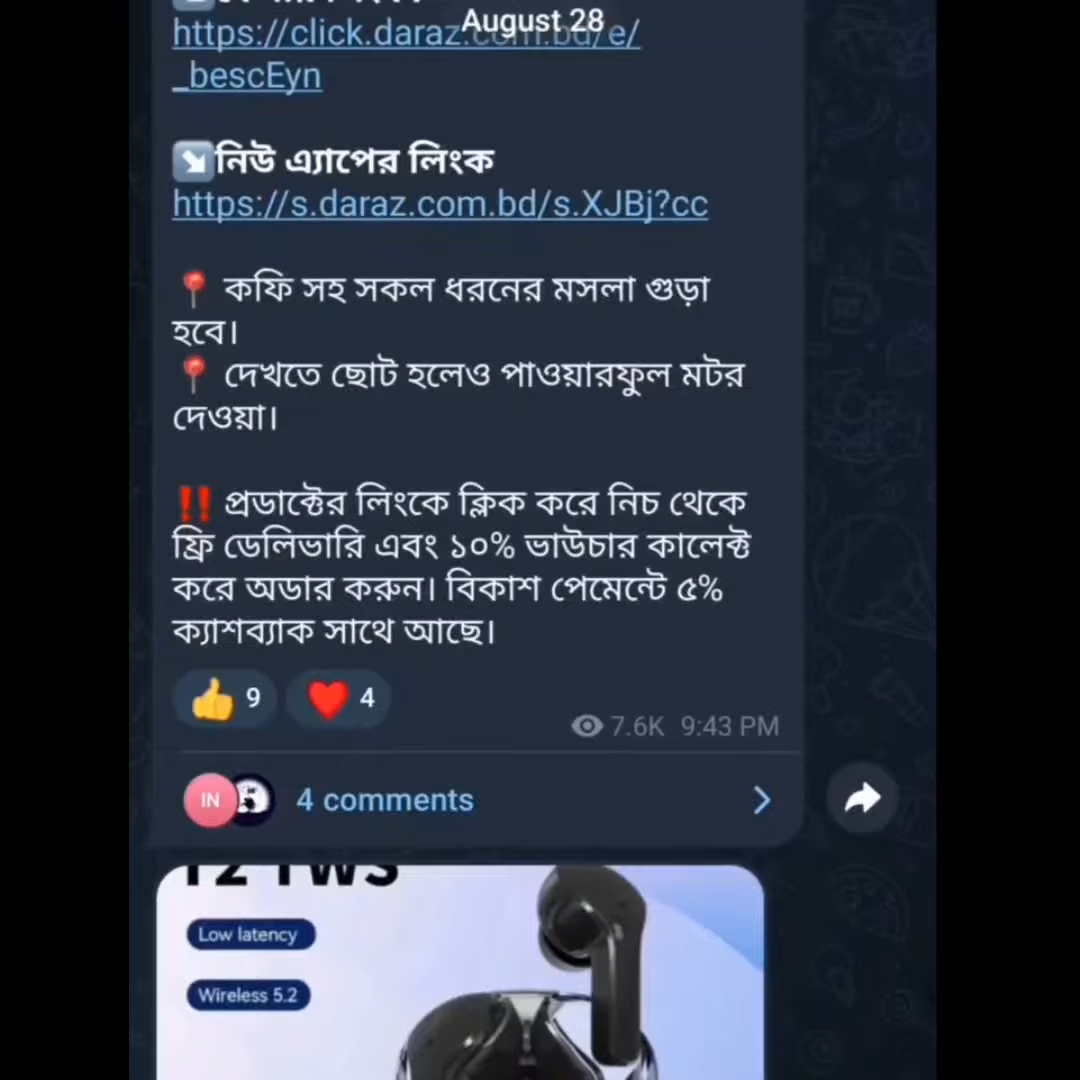 August 28
https://click.daraz.com.bd/e/
_bescEyn
↘️নিউ এ্যাপের লিংক
https://s.daraz.com.bd/s.XJBj?cc
📍 কফি সহ সকল ধরনের মসলা গুড়া
হবে।
📍 দেখতে ছোট হলেও পাওয়ারফুল মটর
দেওয়া।
‼️ প্রডাক্টের লিংকে ক্লিক করে নিচ থেকে
ফ্রি ডেলিভারি এবং ১০% ভাউচার কালেক্ট
করে অডার করুন। বিকাশ পেমেন্টে ৫%
ক্যাশব্যাক সাথে আছে।
👍 9 ❤️ 4
7.6K 9:43 PM
IN 4 comments
T2 TWS
Low latency
Wireless 5.2